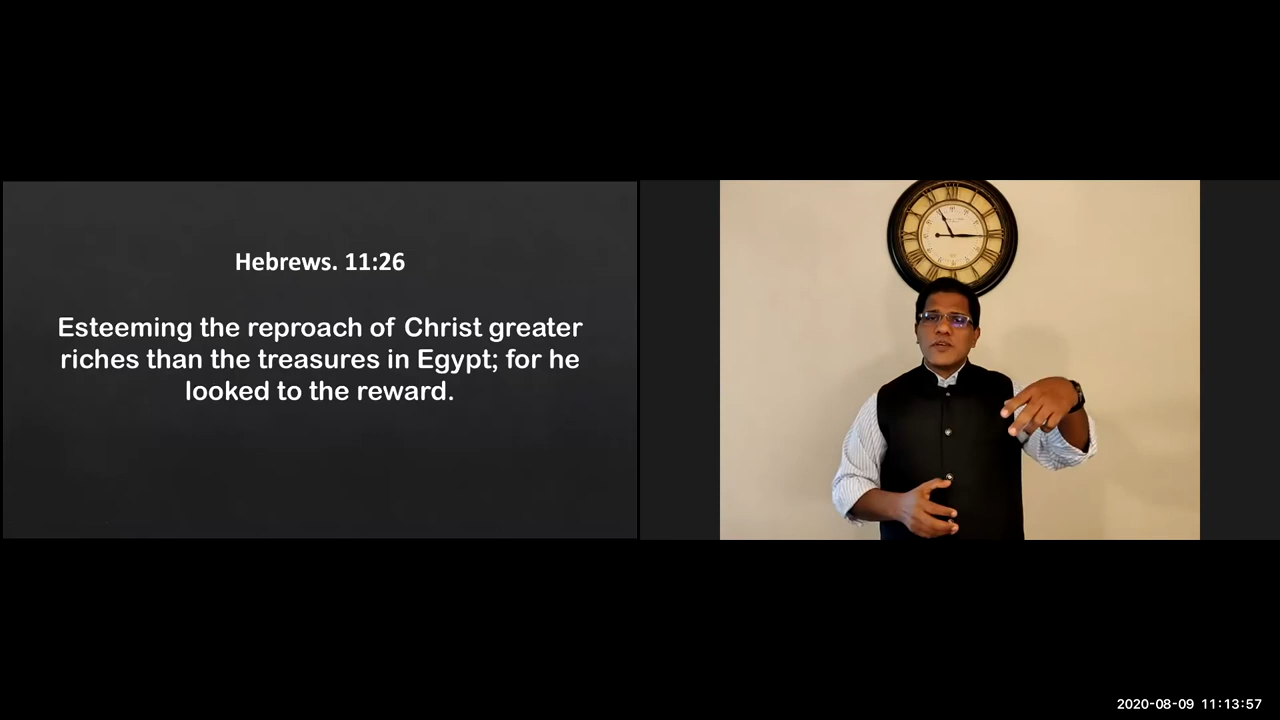 Hebrews. 11:26
Esteeming the reproach of Christ greater
riches than the treasures in Egypt; for he
looked to the reward.
2020-08-09 11:13:57